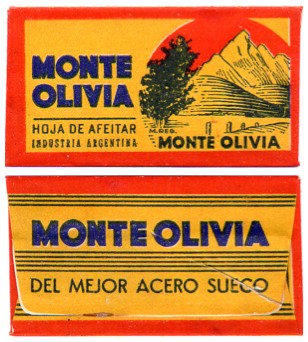 MONTE
OLIVIA
HOJA DE AFEITAR
INDUSTRIA ARGENTINA
M.REG.
MONTE OLIVIA
MONTE OLIVIA
DEL MEJOR ACERO SUECO